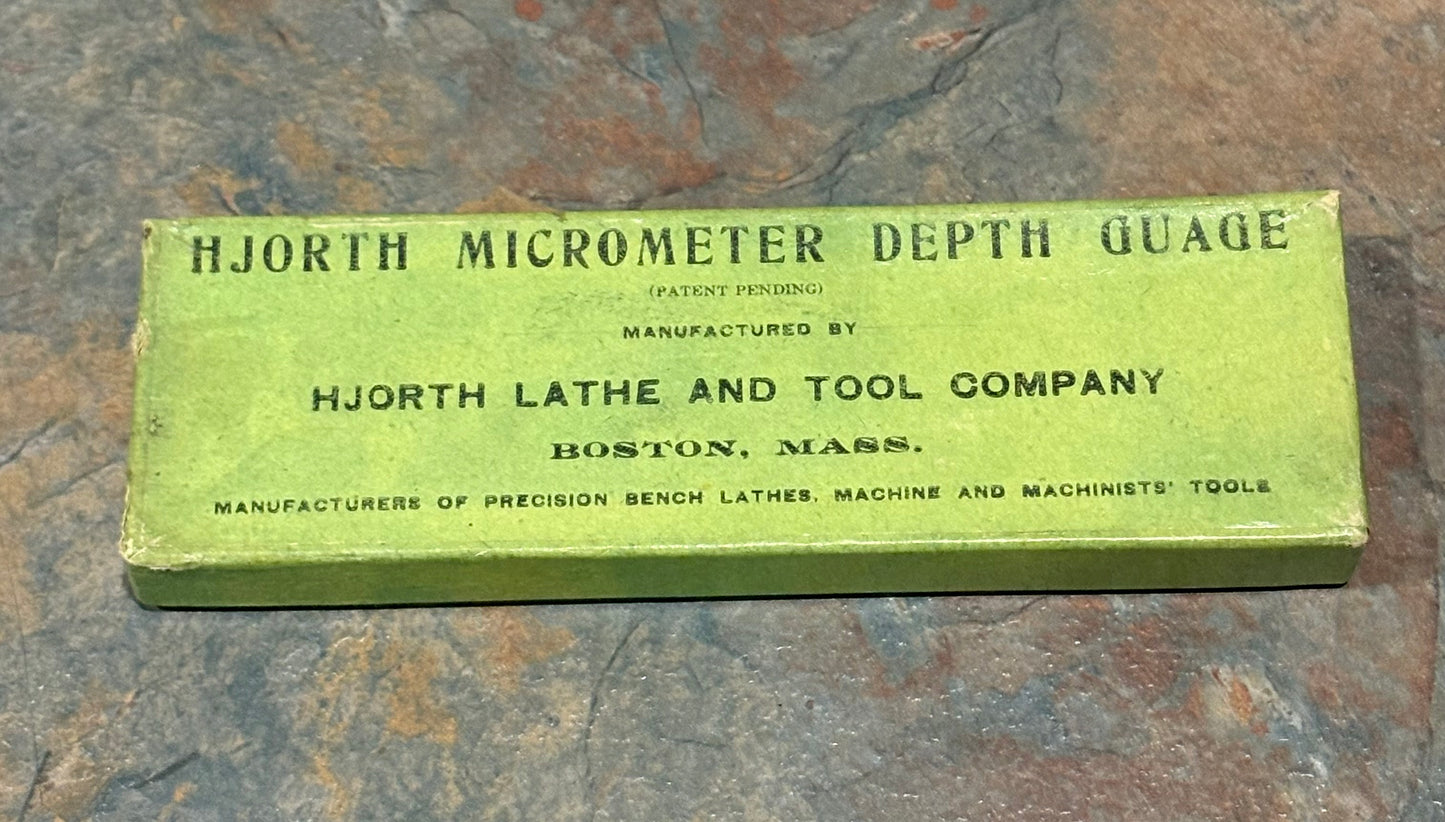 HJORTH MICROMETER DEPTH GUAGE
(PATENT PENDING)
MANUFACTURED BY
HJORTH LATHE AND TOOL COMPANY
BOSTON, MASS.
MANUFACTURERS OF PRECISION BENCH LATHES, MACHINE AND MACHINISTS' TOOLS